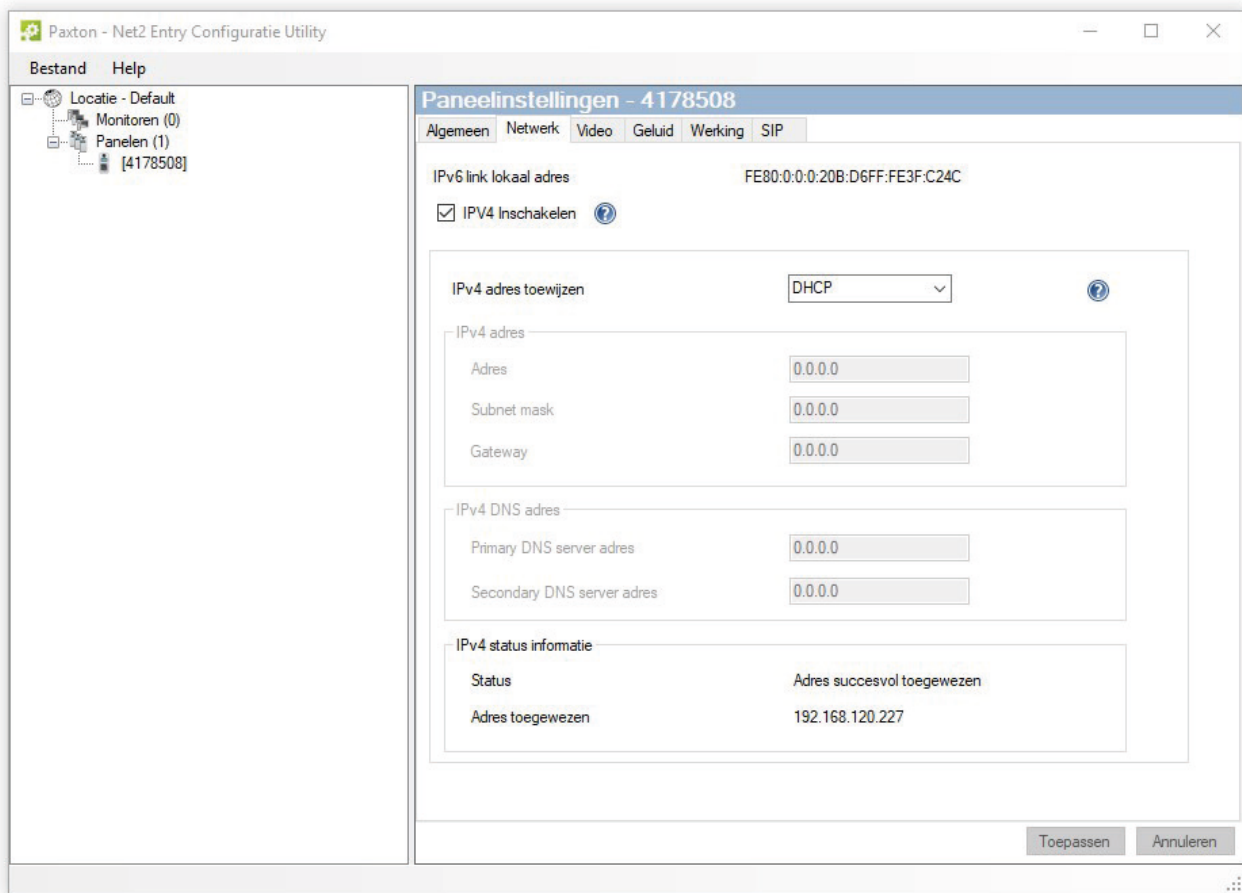 Paxton - Net2 Entry Configuratie Utility
Bestand Help
Locatie - Default
Monitoren (0)
Panelen (1)
[4178508]
Paneelinstellingen - 4178508
Algemeen Netwerk Video Geluid Werking SIP
IPv6 link lokaal adres FE80:0:0:0:20B:D6FF:FE3F:C24C
IPV4 Inschakelen ?
IPv4 adres toewijzen DHCP ?
IPv4 adres
Adres 0.0.0.0
Subnet mask 0.0.0.0
Gateway 0.0.0.0
IPv4 DNS adres
Primary DNS server adres 0.0.0.0
Secondary DNS server adres 0.0.0.0
IPv4 status informatie
Status Adres succesvol toegewezen
Adres toegewezen 192.168.120.227
Toepassen Annuleren